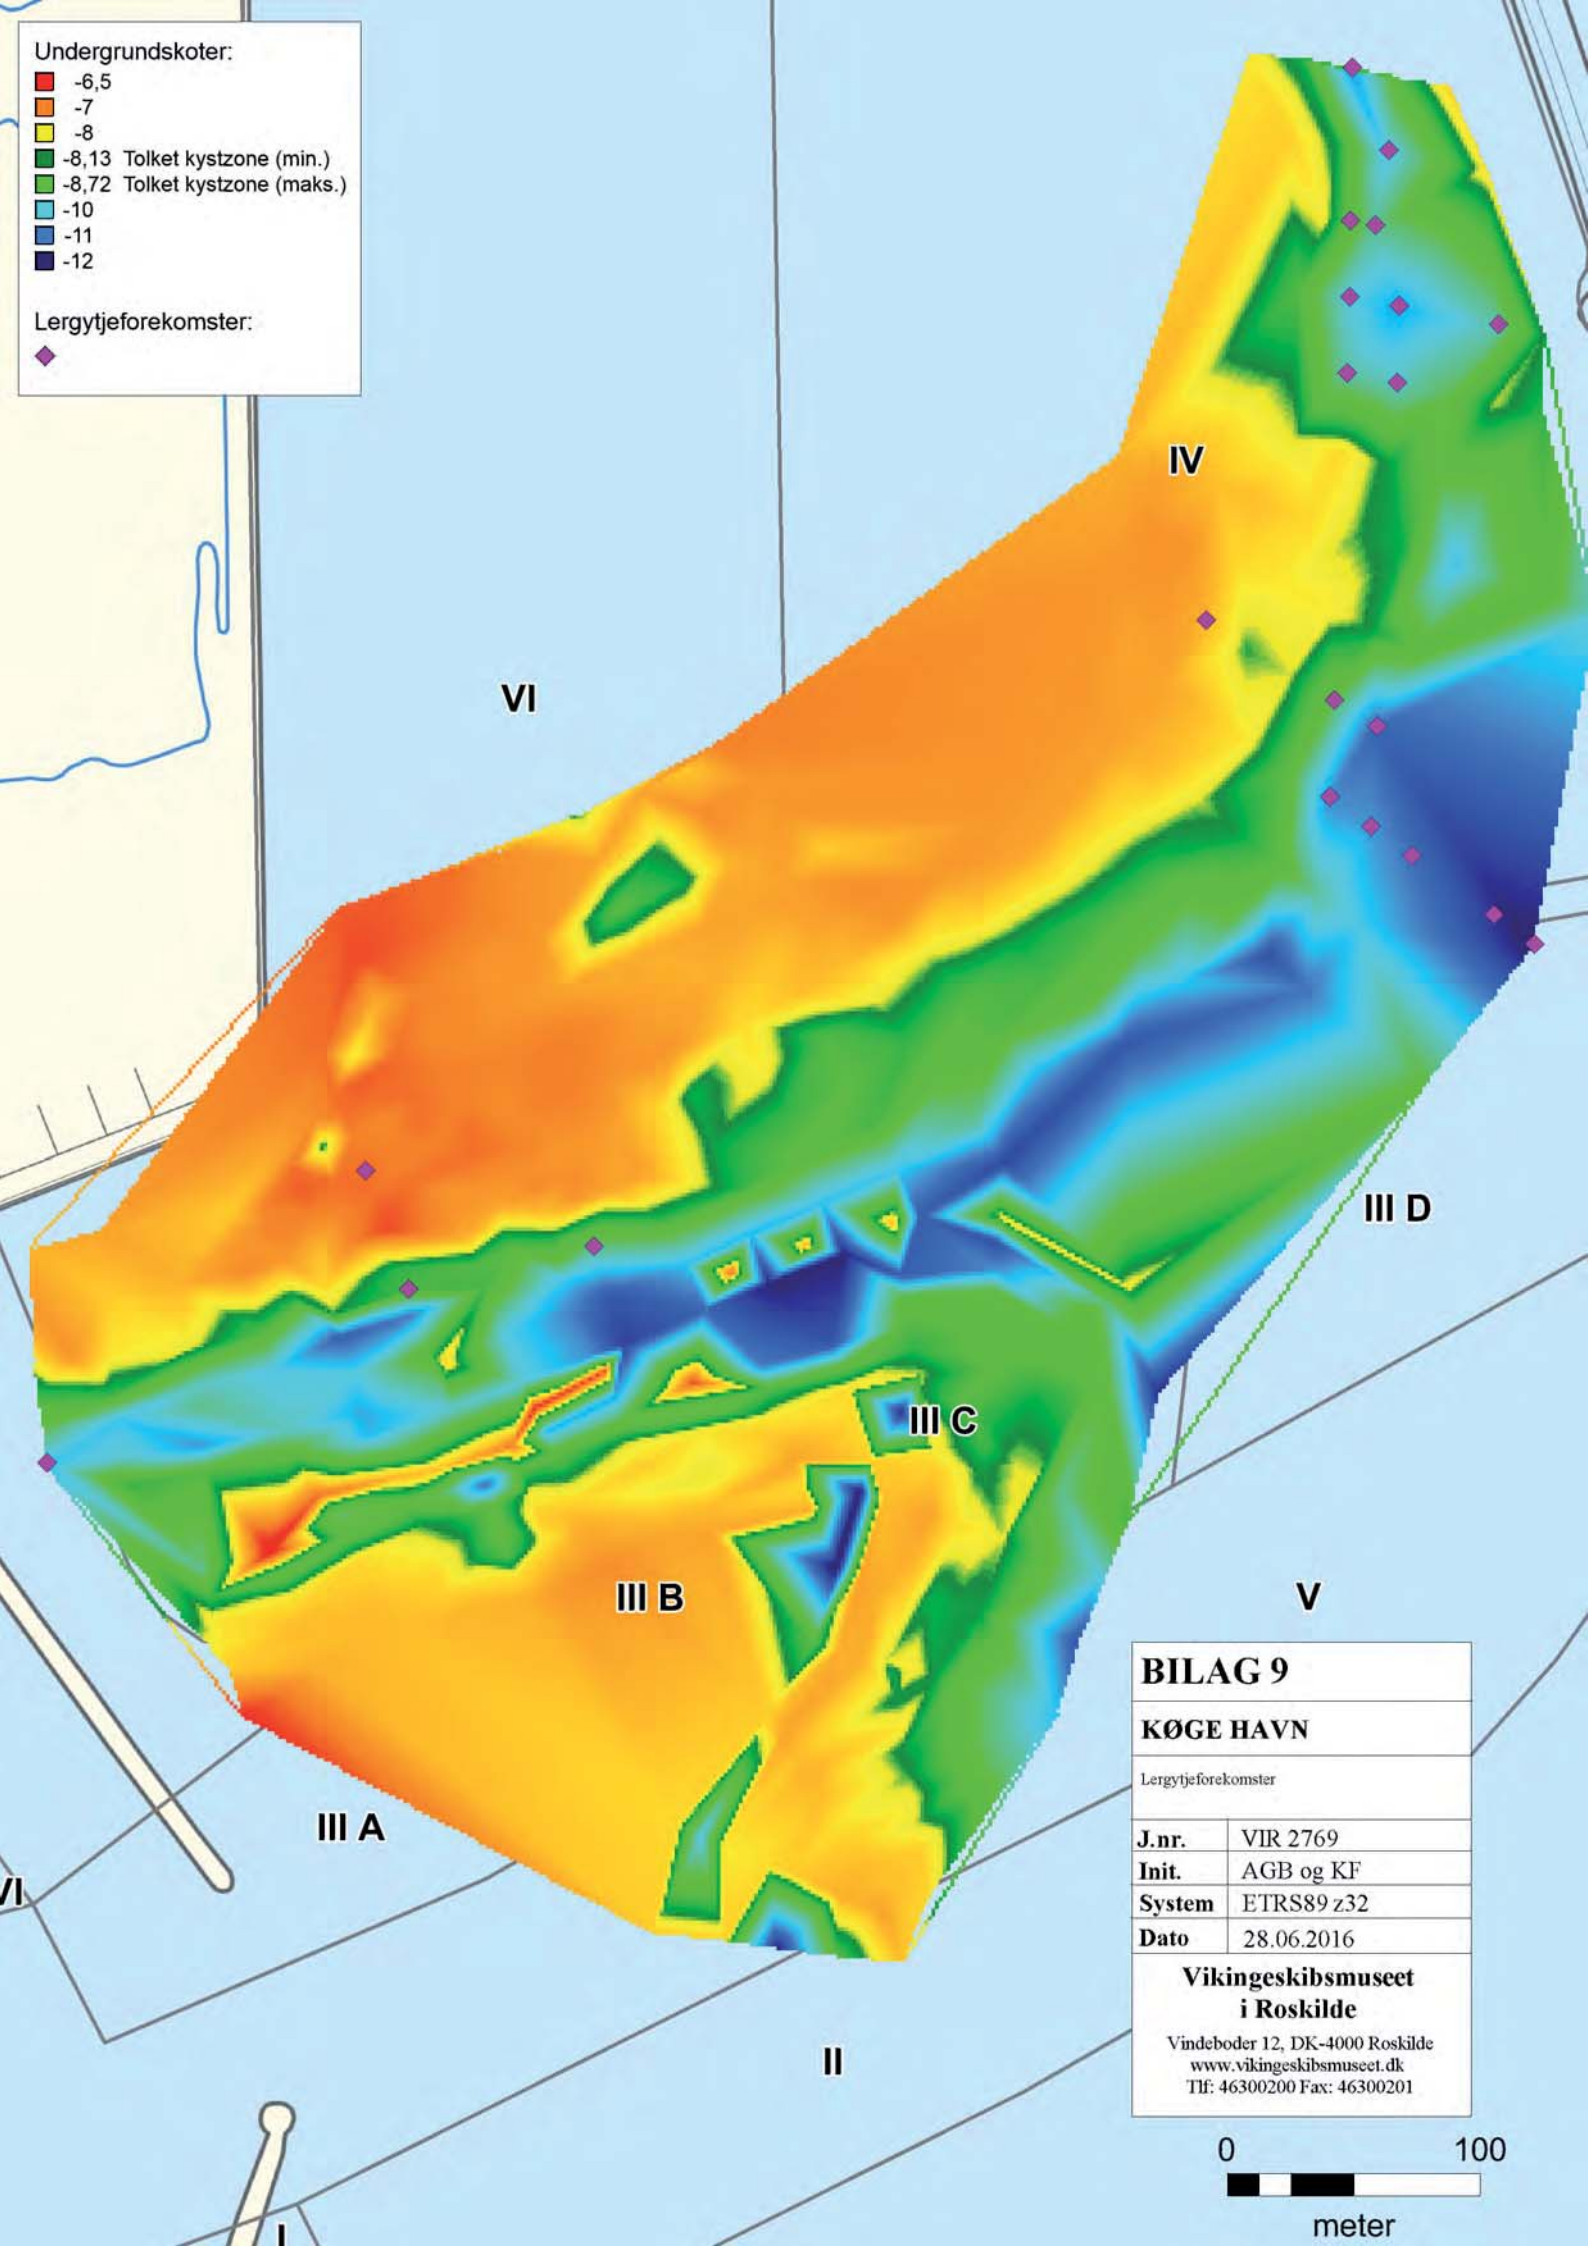 Undergrundskoter:
-6,5
-7
-8
-8,13 Tolket kystzone (min.)
-8,72 Tolket kystzone (maks.)
-10
-11
-12
Lergytjeforekomster:
IV
VI
III D
III C
III B
V
III A
VI
II
I
BILAG 9
KØGE HAVN
Lergytjeforekomster
J.nr. VIR 2769
Init. AGB og KF
System ETRS89 z32
Dato 28.06.2016
Vikingeskibsmuseet
i Roskilde
Vindeboder 12, DK-4000 Roskilde
www.vikingeskibsmuseet.dk
Tlf: 46300200 Fax: 46300201
0 100
meter